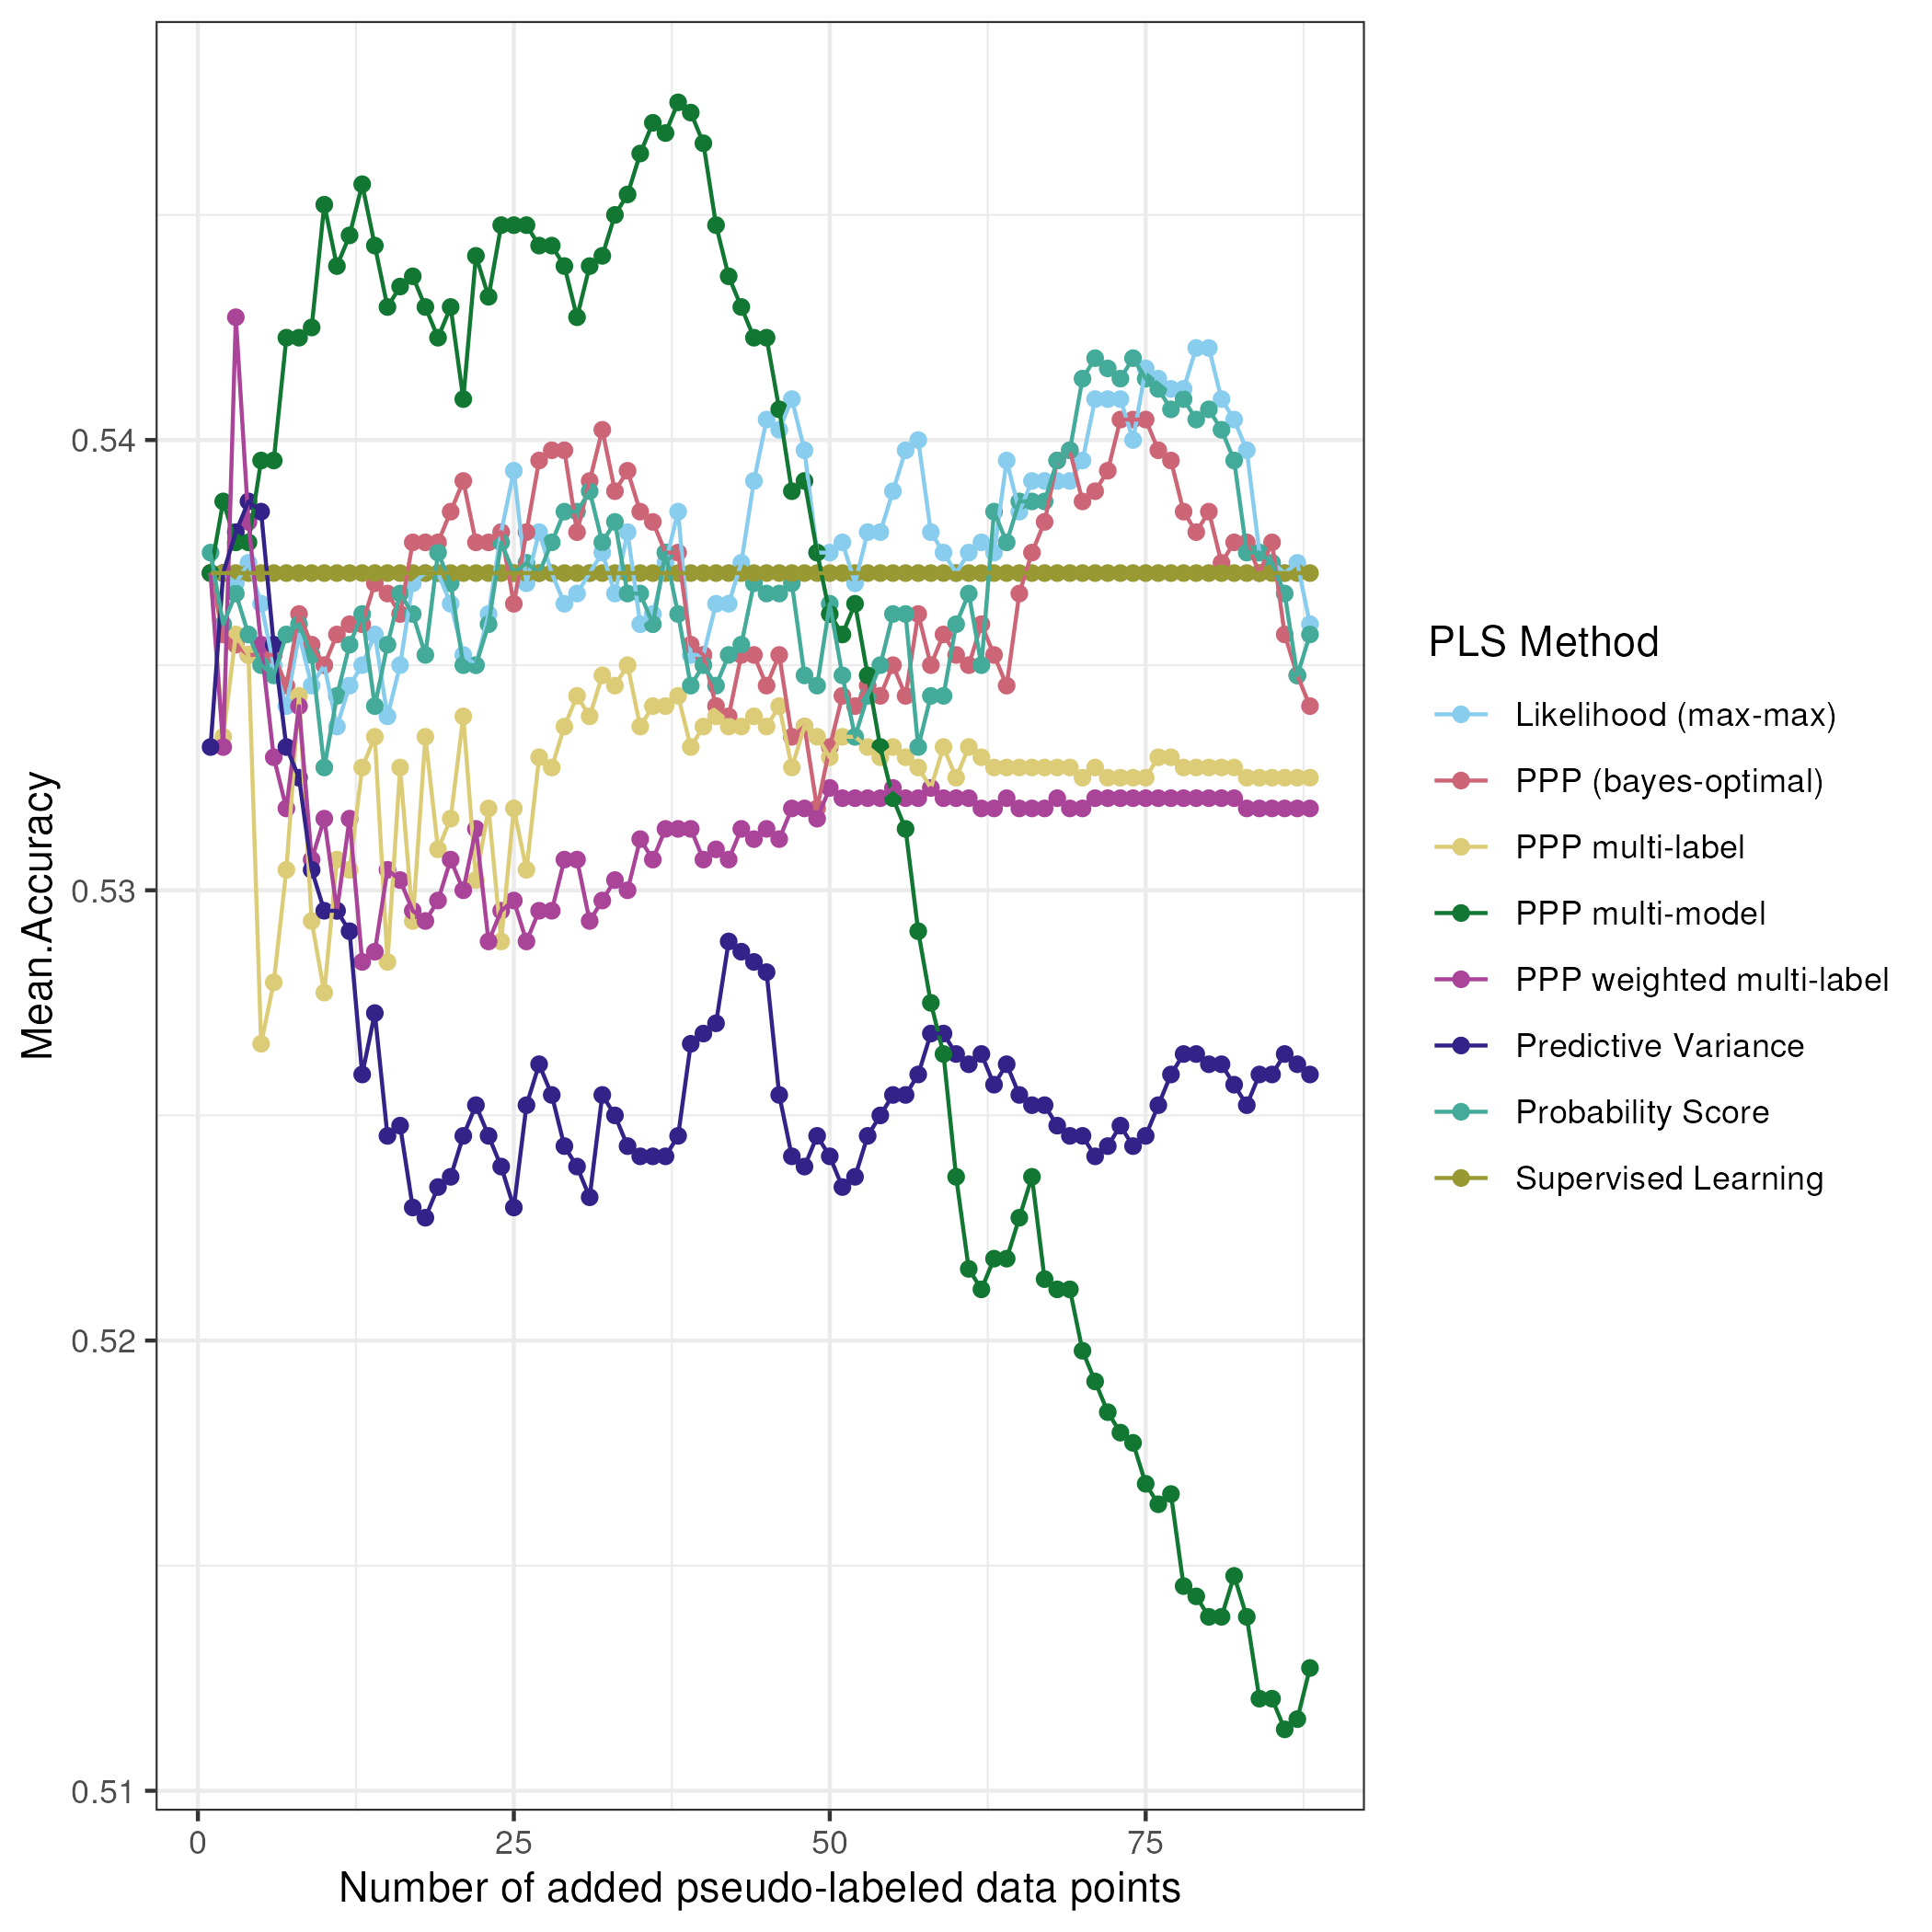 Mean.Accuracy
0.54
0.53
0.52
0.51
0
25
50
75
Number of added pseudo-labeled data points
PLS Method
Likelihood (max-max)
PPP (bayes-optimal)
PPP multi-label
PPP multi-model
PPP weighted multi-label
Predictive Variance
Probability Score
Supervised Learning